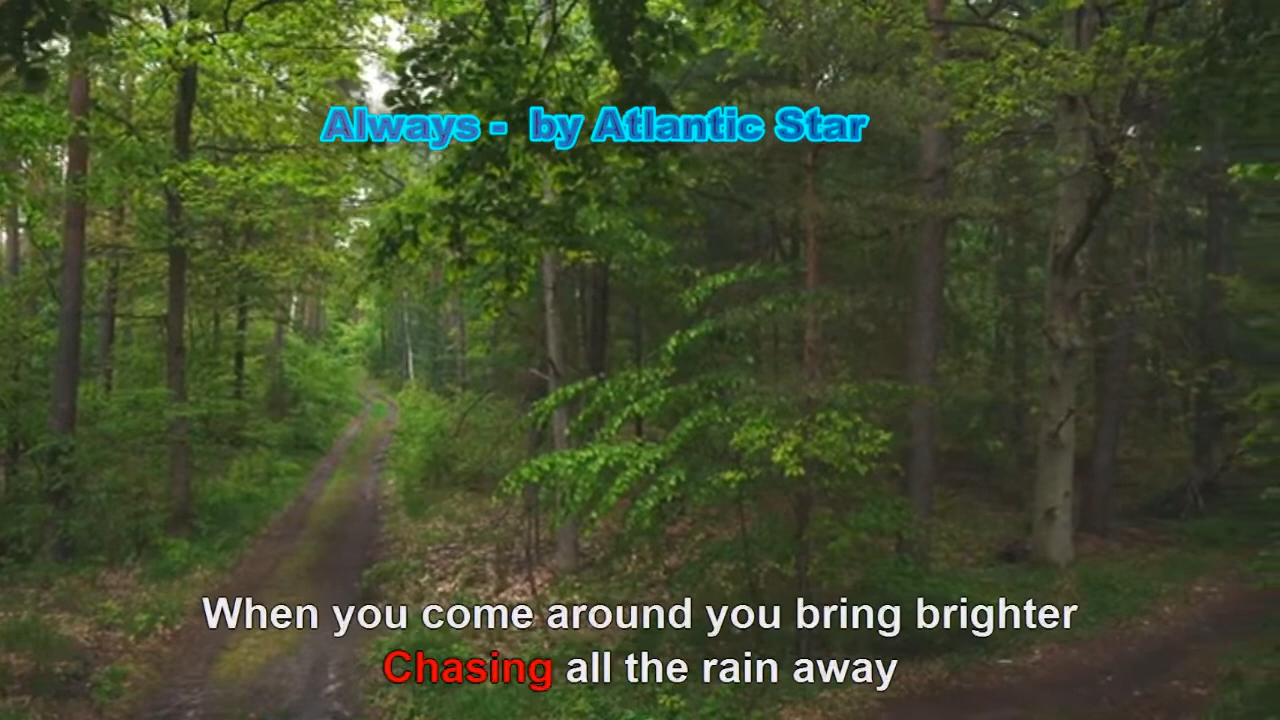 Always -  by Atlantic Star
When you come around you bring brighter
Chasing all the rain away